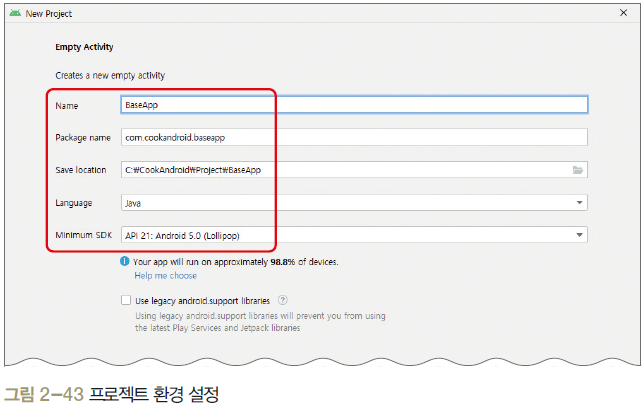 New Project
Empty Activity
Creates a new empty activity
Name BaseApp
Package name com.cookandroid.baseapp
Save location C:₩CookAndroid₩Project₩BaseApp
Language Java
Minimum SDK API 21: Android 5.0 (Lollipop)
Your app will run on approximately 98.8% of devices.
Help me choose
Use legacy android.support libraries ?
Using legacy android.support libraries will prevent you from using
the latest Play Services and Jetpack libraries
그림 2-43 프로젝트 환경 설정